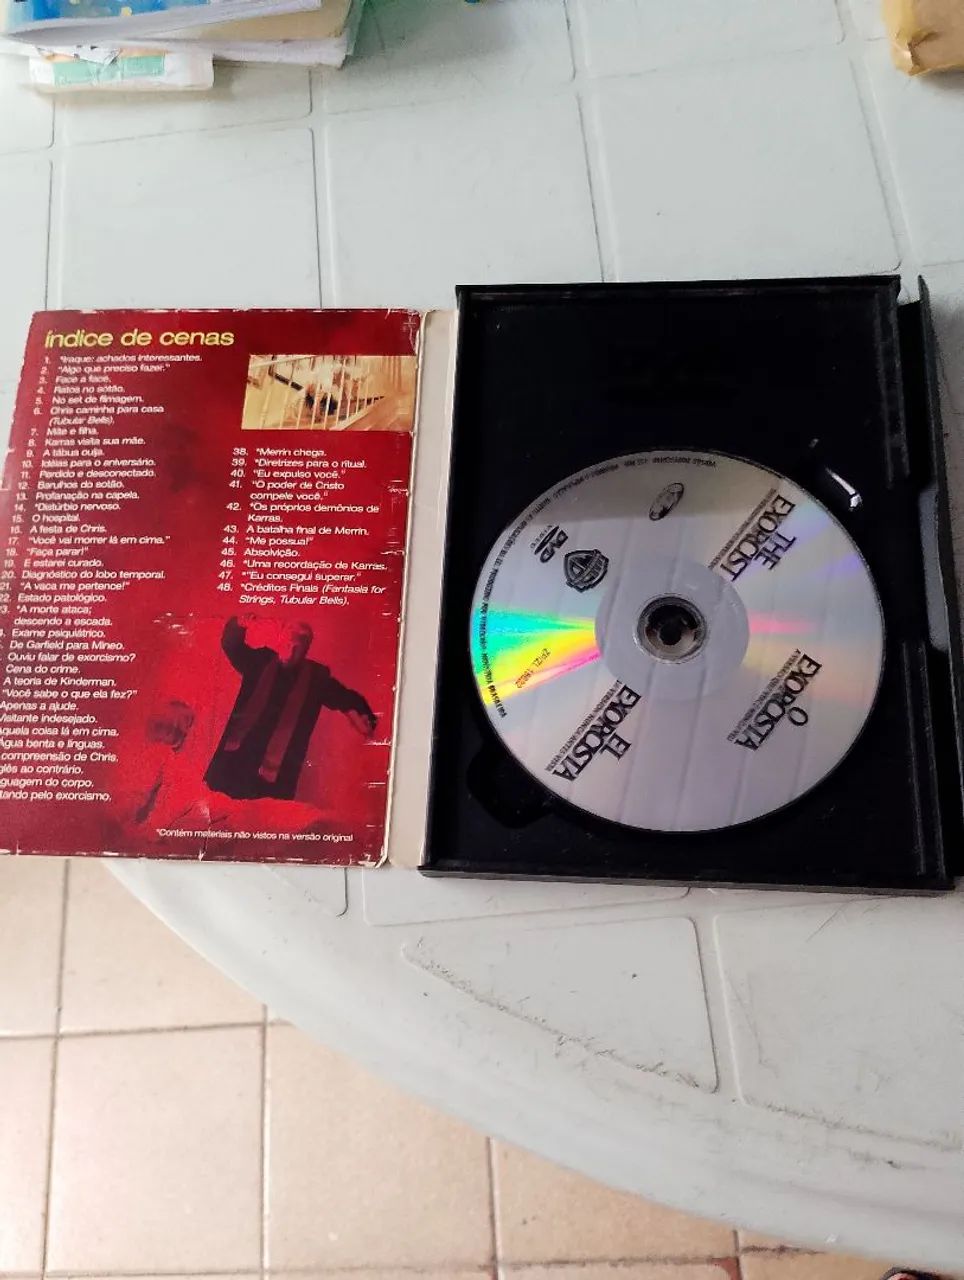 índice de cenas
1. *Iraque: achados interessantes.
2. "Algo que preciso fazer."
3. Face a face.
4. Ratos no sótão.
5. No set de filmagem.
6. Chris caminha para casa
(Tubular Bells).
7. Mãe e filha.
8. Karras visita sua mãe.
9. A tábua ouija.
10. Idéias para o aniversário.
11. Perdido e desconectado.
12. Barulhos do sótão.
13. Profanação na capela.
14. *Distúrbio nervoso.
15. O hospital.
16. A festa de Chris.
17. "Você vai morrer lá em cima."
18. "Faça parar!"
19. E estarei curado.
20. Diagnóstico do lobo temporal.
21. "A vaca me pertence!"
22. Estado patológico.
23. *A morte ataca;
descendo a escada.
Exame psiquiátrico.
De Garfield para Mineo.
Ouviu falar de exorcismo?
Cena do crime.
A teoria de Kinderman.
"Você sabe o que ela fez?"
Apenas a ajude.
Visitante indesejado.
Aquela coisa lá em cima.
Água benta e línguas.
compreensão de Chris.
ao contrário.
do corpo.
pelo exorcismo.
38. *Merrin chega.
39. *Diretrizes para o ritual.
40. "Eu expulso você."
41. "O poder de Cristo
compele você."
42. *Os próprios demônios de
Karras.
43. A batalha final de Merrin.
44. "Me possua!"
45. Absolvição.
46. *Uma recordação de Karras.
47. *"Eu consegui superar."
48. *Créditos Finais (Fantasia for
Strings, Tubular Bells).
*Contém materiais não vistos na versão original
THE
EXORCIST
DVD
O
EXORCISTA
EL
EXORCISTA